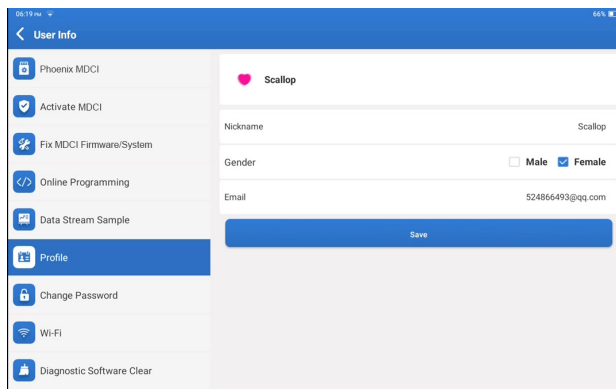 06:19 PM
66%
User Info
Phoenix MDCI
Activate MDCI
Fix MDCI Firmware/System
Online Programming
Data Stream Sample
Profile
Change Password
Wi-Fi
Diagnostic Software Clear
Scallop
Nickname Scallop
Gender Male Female
Email 524866493@qq.com
Save